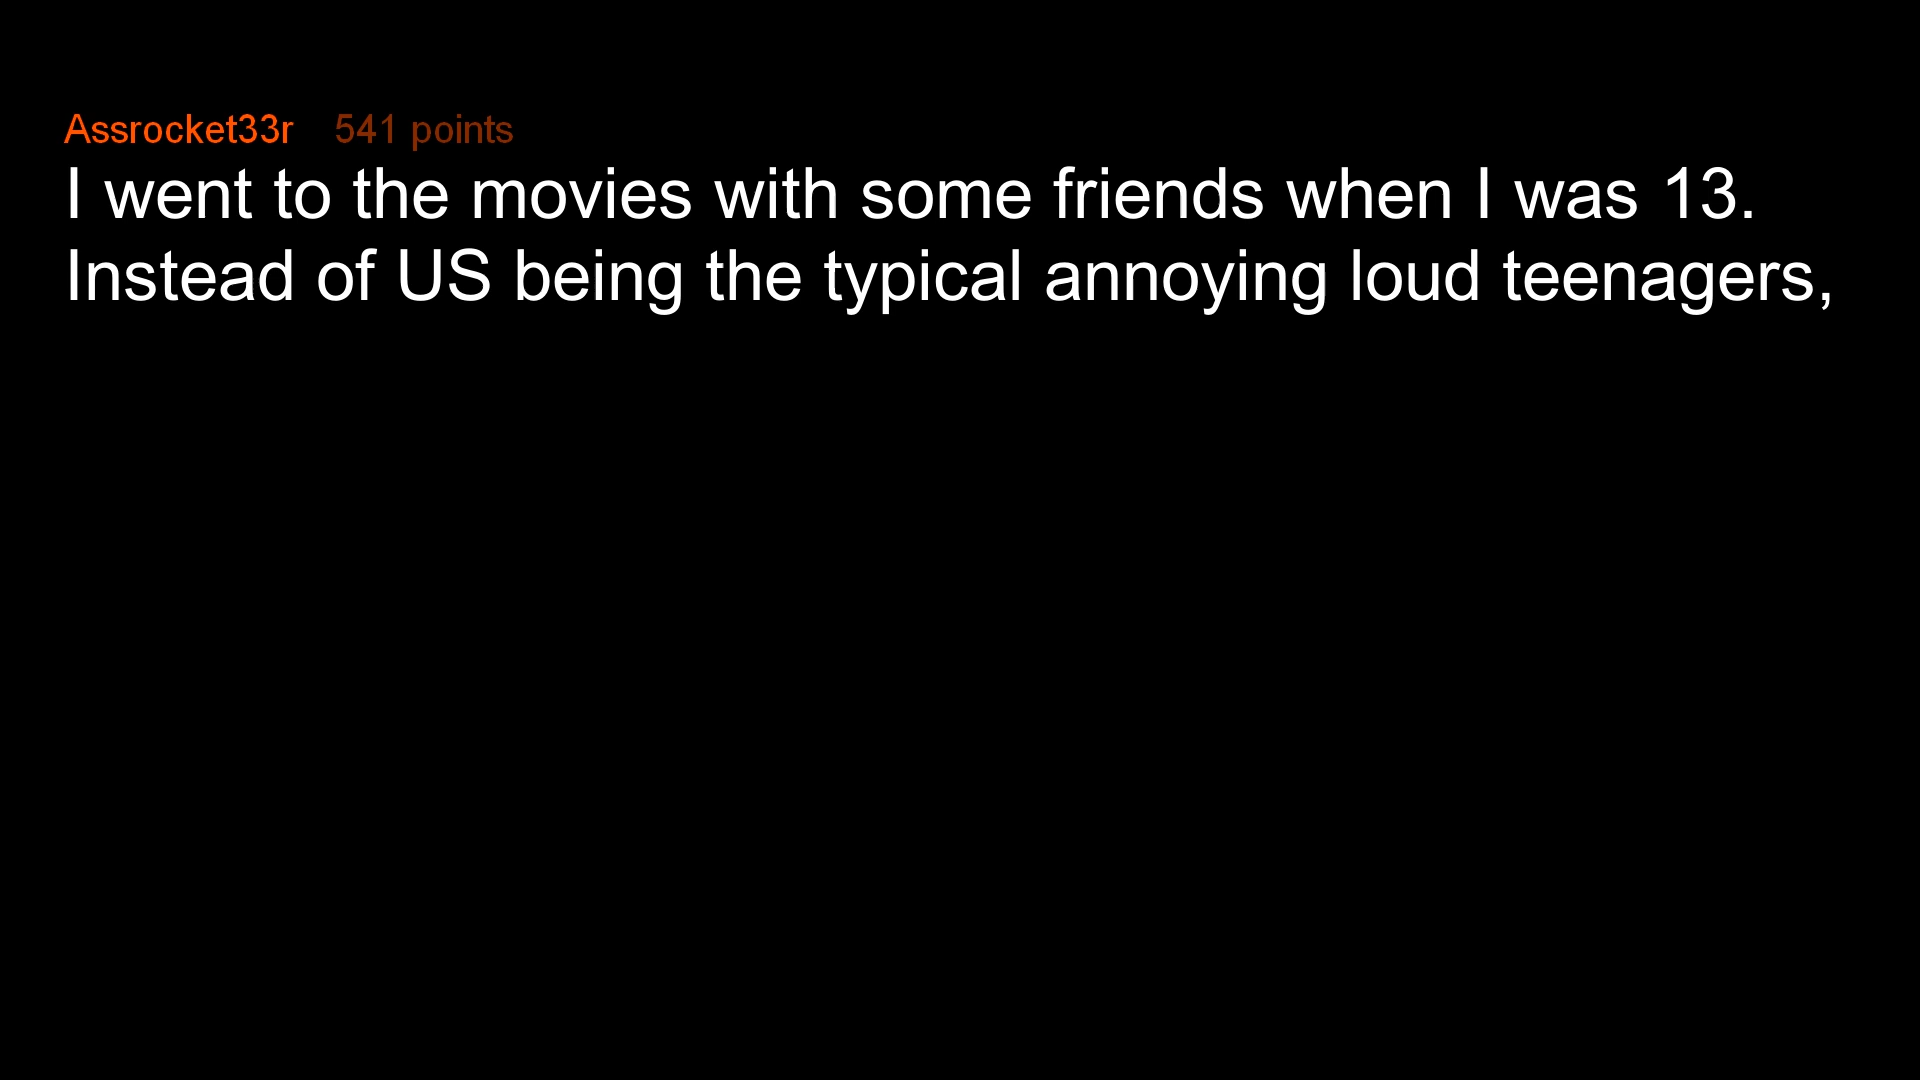 Assrocket33r 541 points
I went to the movies with some friends when I was 13.
Instead of US being the typical annoying loud teenagers,